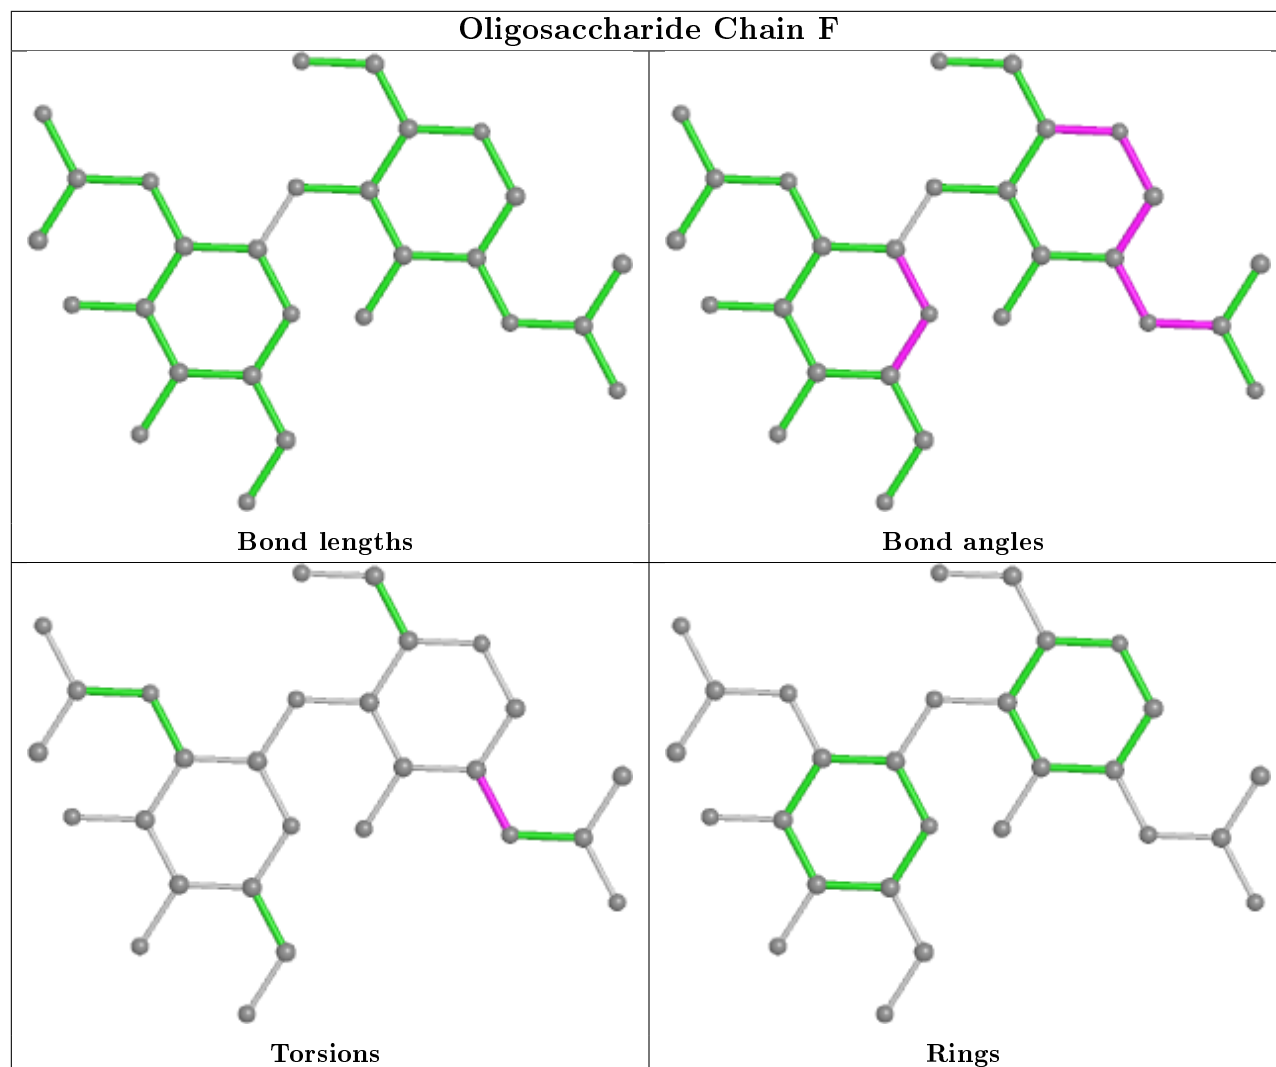 Oligosaccharide Chain F
Bond lengths
Bond angles
Torsions
Rings